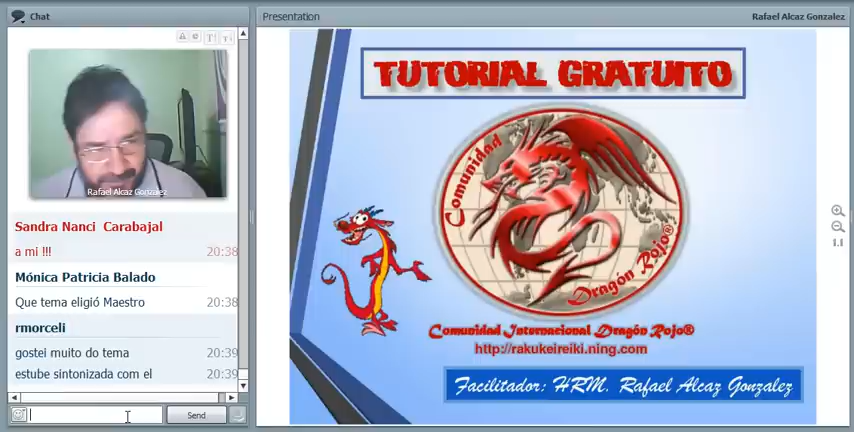 Chat
Rafael Alcaz Gonzalez
Sandra Nanci Carabajal
a mi !!! 20:38
Mónica Patricia Balado
Que tema eligió Maestro 20:38
rmorceli
gostei muito do tema 20:39
estube sintonizada com el 20:39
Send
Presentation
Rafael Alcaz Gonzalez
TUTORIAL GRATUITO
Comunidad
Dragón Rojo®
Comunidad Internacional Dragón Rojo®
http://rakukeireiki.ning.com
Facilitador: HRM. Rafael Alcaz Gonzalez
1:1